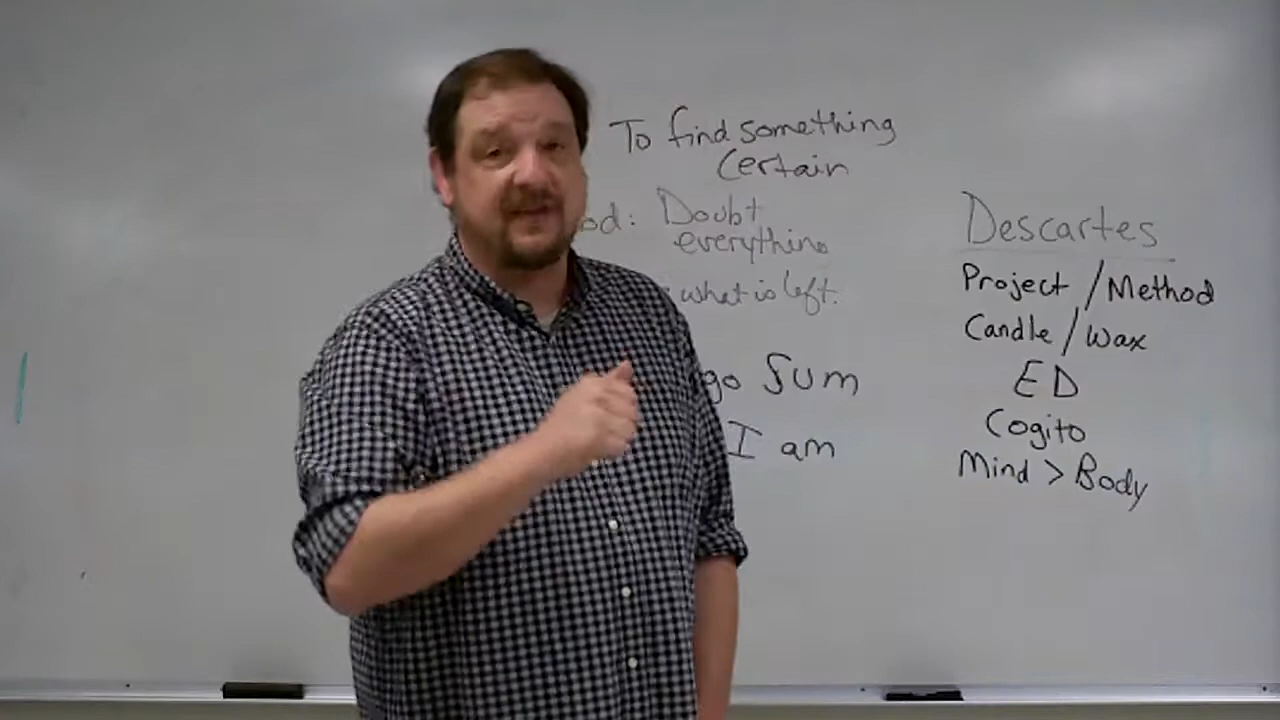 To find something
Certain
od: Doubt
everything
what is left.
go Sum
I am
Descartes
Project / Method
Candle / Wax
ED
Cogito
Mind > Body